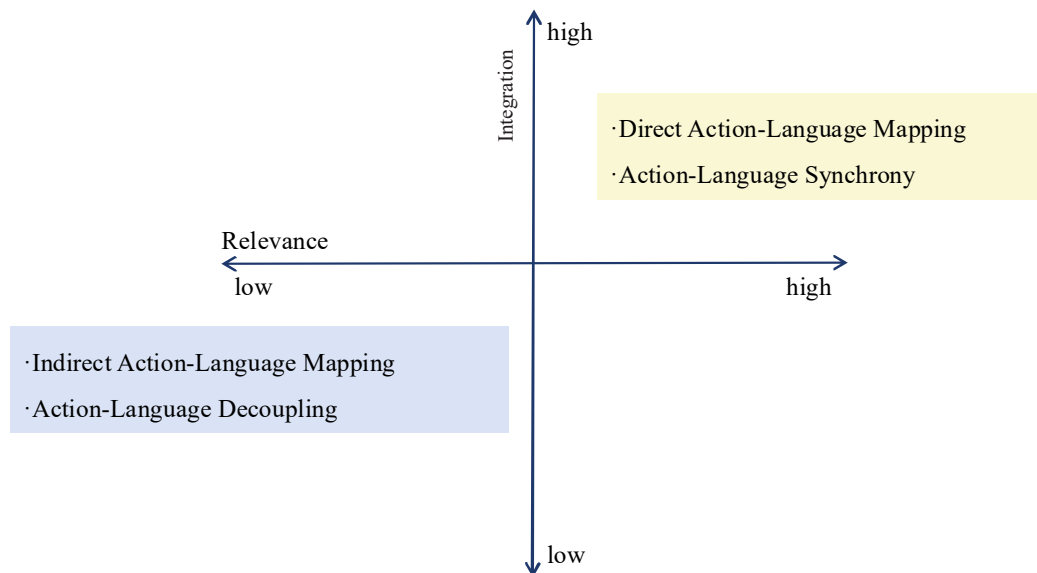 high
Integration
·Direct Action-Language Mapping
·Action-Language Synchrony
Relevance
low
high
·Indirect Action-Language Mapping
·Action-Language Decoupling
low